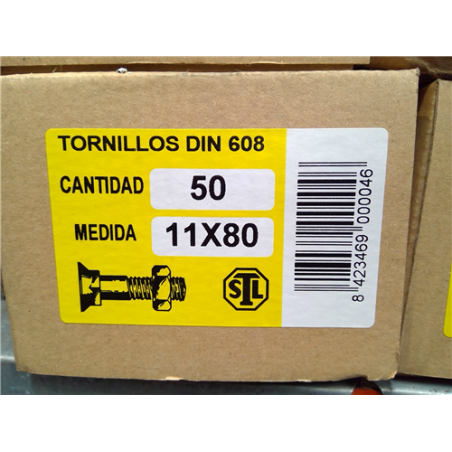 TORNILLOS DIN 608
CANTIDAD 50
MEDIDA 11X80
STL
8 423469 000046